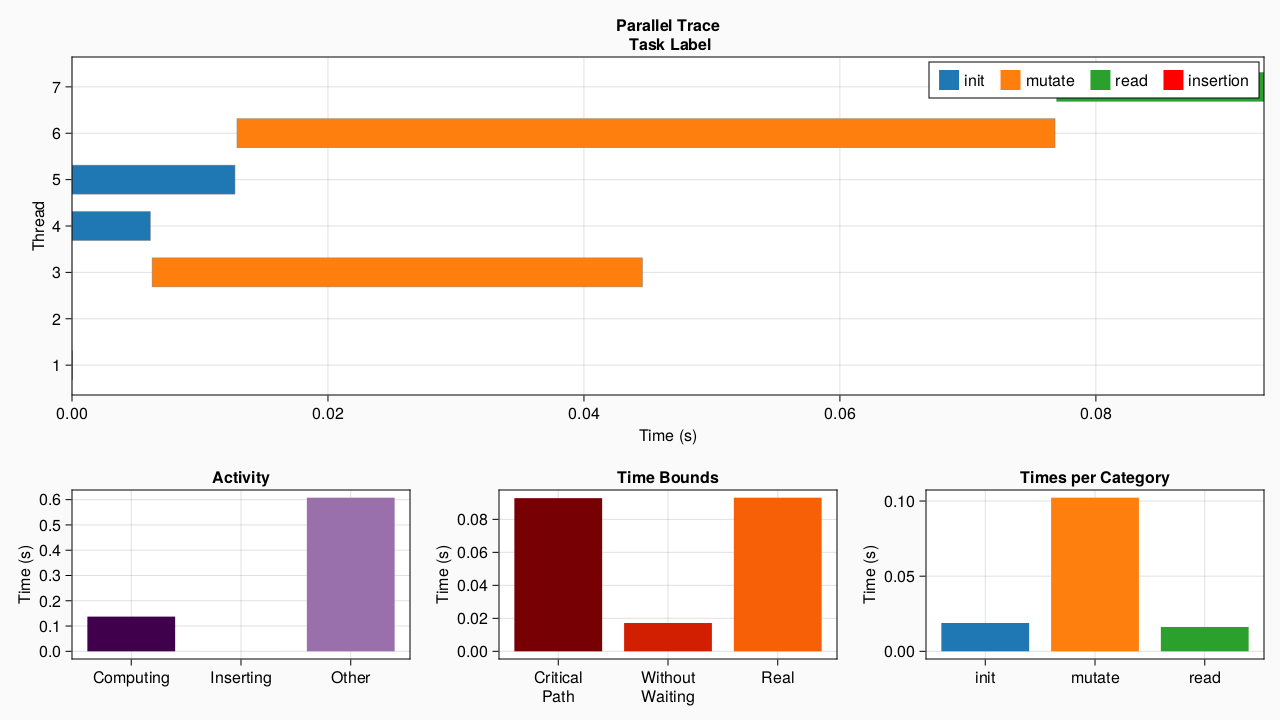 Parallel Trace
Task Label
init mutate read insertion
7
6
5
4
3
2
1
Thread
0.00 0.02 0.04 0.06 0.08
Time (s)
Activity
0.6
0.5
0.4
0.3
0.2
0.1
0.0
Time (s)
Computing Inserting Other
Time Bounds
0.08
0.06
0.04
0.02
0.00
Time (s)
Critical Path
Without Waiting
Real
Times per Category
0.10
0.05
0.00
Time (s)
init mutate read